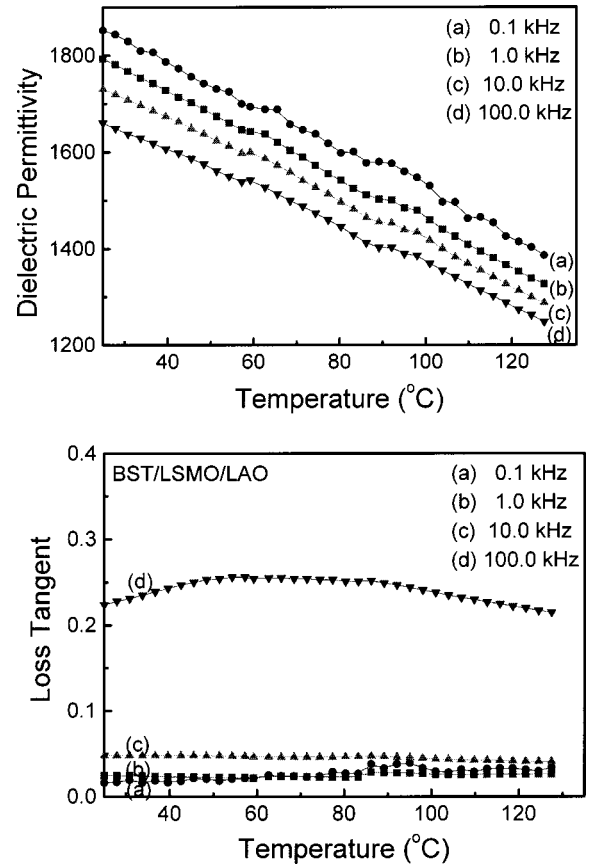 Dielectric Permittivity
1800
1600
1400
1200
(a) 0.1 kHz
(b) 1.0 kHz
(c) 10.0 kHz
(d) 100.0 kHz
(a)
(b)
(c)
(d)
40 60 80 100 120
Temperature (°C)
Loss Tangent
0.4
0.3
0.2
0.1
0.0
BST/LSMO/LAO
(a) 0.1 kHz
(b) 1.0 kHz
(c) 10.0 kHz
(d) 100.0 kHz
(d)
(c)
(b)
(a)
40 60 80 100 120
Temperature (°C)